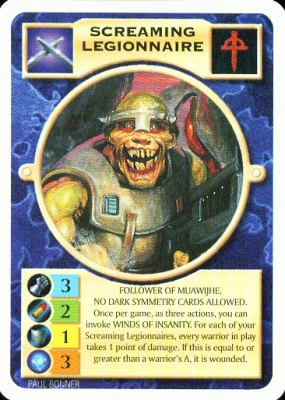 SCREAMING
LEGIONNAIRE
3
2
1
3
FOLLOWER OF MUAWIJHE.
NO DARK SYMMETRY CARDS ALLOWED.
Once per game, as three actions, you can
invoke WINDS OF INSANITY. For each of your
Screaming Legionnaires, every warrior in play
takes 1 point of damage. If this is equal to or
greater than a warrior's A, it is wounded.
PAUL BONNER